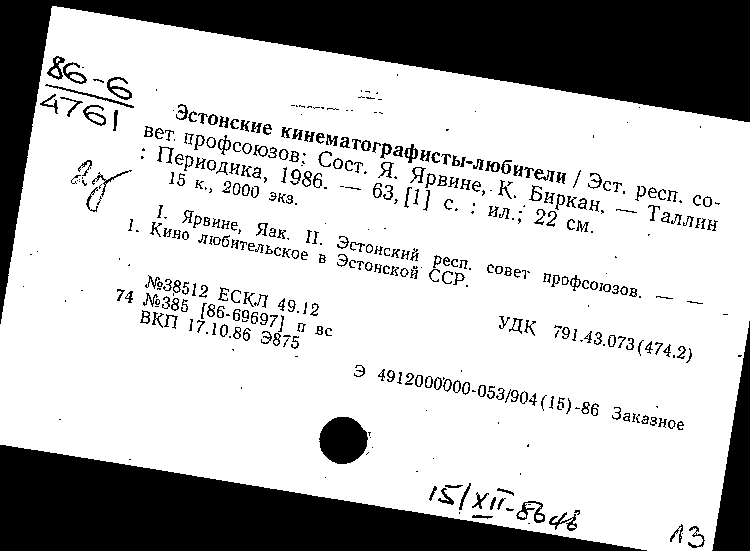 86-6
4761
Эстонские кинематографисты-любители / Эст. респ. со-
вет. профсоюзов; Сост. Я. Ярвине, К. Биркан, — Таллин
: Периодика, 1986. — 63, [1] с. : ил.; 22 см.
15 к., 2000 экз.
I. Ярвине, Яак. II. Эстонский респ. совет профсоюзов. — —
1. Кино любительское в Эстонской ССР.
№38512 ЕСКЛ 49.12
УДК 791.43.073(474.2)
74 №385 [86-69697] п вс
ВКП 17.10.86 Э875
Э 4912000000-053/904(15)-86 Заказное
15/XII-86
13